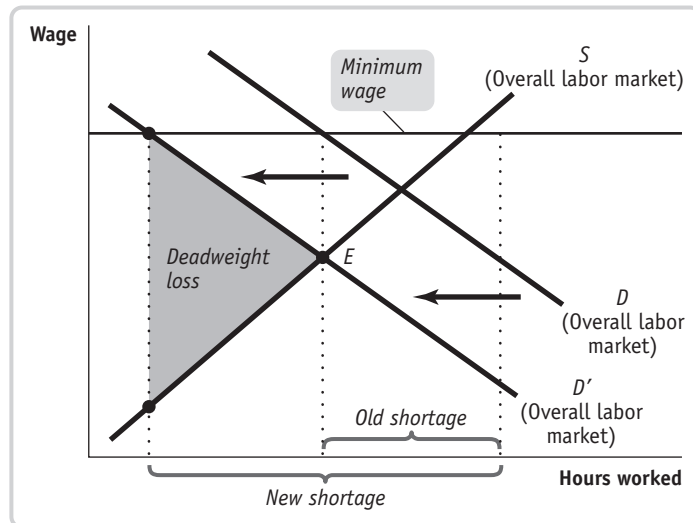 Wage
Minimum
wage
S
(Overall labor market)
Deadweight
loss
E
D
(Overall labor
market)
D′
(Overall labor
market)
Old shortage
Hours worked
New shortage